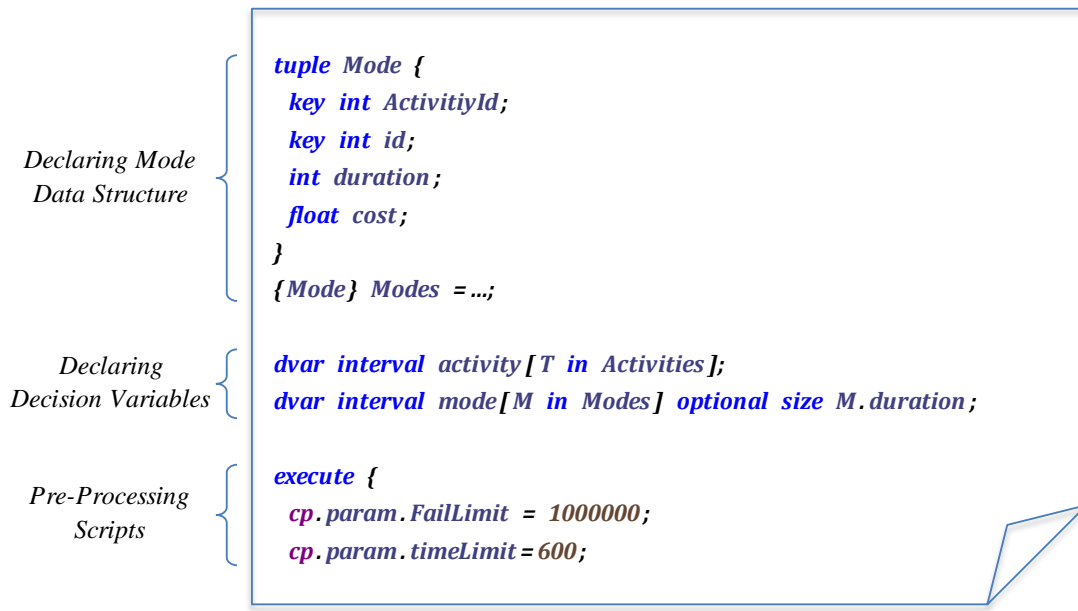 tuple Mode {
key int ActivitiyId;
key int id;
int duration;
float cost;
}
{Mode} Modes =...;
Declaring Mode
Data Structure
dvar interval activity[T in Activities];
dvar interval mode[M in Modes] optional size M.duration;
Declaring
Decision Variables
execute {
cp.param.FailLimit = 1000000;
cp.param.timeLimit=600;
Pre-Processing
Scripts